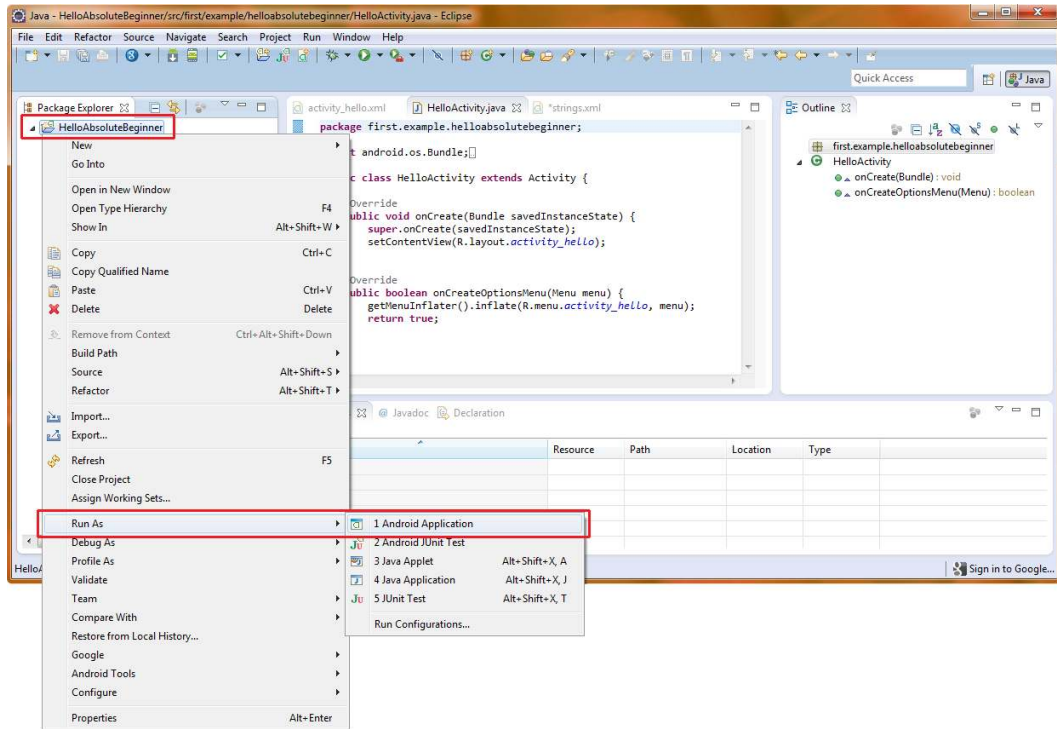 Java - HelloAbsoluteBeginner/src/first/example/helloabsolutebeginner/HelloActivity.java - Eclipse
File Edit Refactor Source Navigate Search Project Run Window Help
Quick Access
Java
Package Explorer
activity_hello.xml
HelloActivity.java
*strings.xml
Outline
HelloAbsoluteBeginner
package first.example.helloabsolutebeginner;
t android.os.Bundle;
c class HelloActivity extends Activity {
Override
ublic void onCreate(Bundle savedInstanceState) {
super.onCreate(savedInstanceState);
setContentView(R.layout.activity_hello);
Override
ublic boolean onCreateOptionsMenu(Menu menu) {
getMenuInflater().inflate(R.menu.activity_hello, menu);
return true;
first.example.helloabsolutebeginner
HelloActivity
onCreate(Bundle) : void
onCreateOptionsMenu(Menu) : boolean
New
Go Into
Open in New Window
Open Type Hierarchy F4
Show In Alt+Shift+W
Copy Ctrl+C
Copy Qualified Name
Paste Ctrl+V
Delete Delete
Remove from Context Ctrl+Alt+Shift+Down
Build Path
Source Alt+Shift+S
Refactor Alt+Shift+T
Import...
Export...
Refresh F5
Close Project
Assign Working Sets...
Run As
Debug As
Profile As
Validate
Team
Compare With
Restore from Local History...
Google
Android Tools
Configure
Properties Alt+Enter
@ Javadoc
Declaration
Resource Path Location Type
1 Android Application
2 Android JUnit Test
3 Java Applet Alt+Shift+X, A
4 Java Application Alt+Shift+X, J
5 JUnit Test Alt+Shift+X, T
Run Configurations...
HelloA
Sign in to Google...